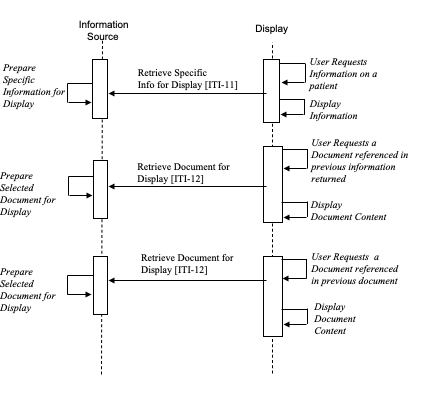 Information
Source
Display
Prepare
Specific
Information for
Display
Retrieve Specific
Info for Display [ITI-11]
User Requests
Information on a
patient
Display
Information
Prepare
Selected
Document for
Display
Retrieve Document for
Display [ITI-12]
User Requests a
Document referenced in
previous information
returned
Display
Document Content
Prepare
Selected
Document for
Display
Retrieve Document for
Display [ITI-12]
User Requests a
Document referenced
in previous document
Display
Document
Content